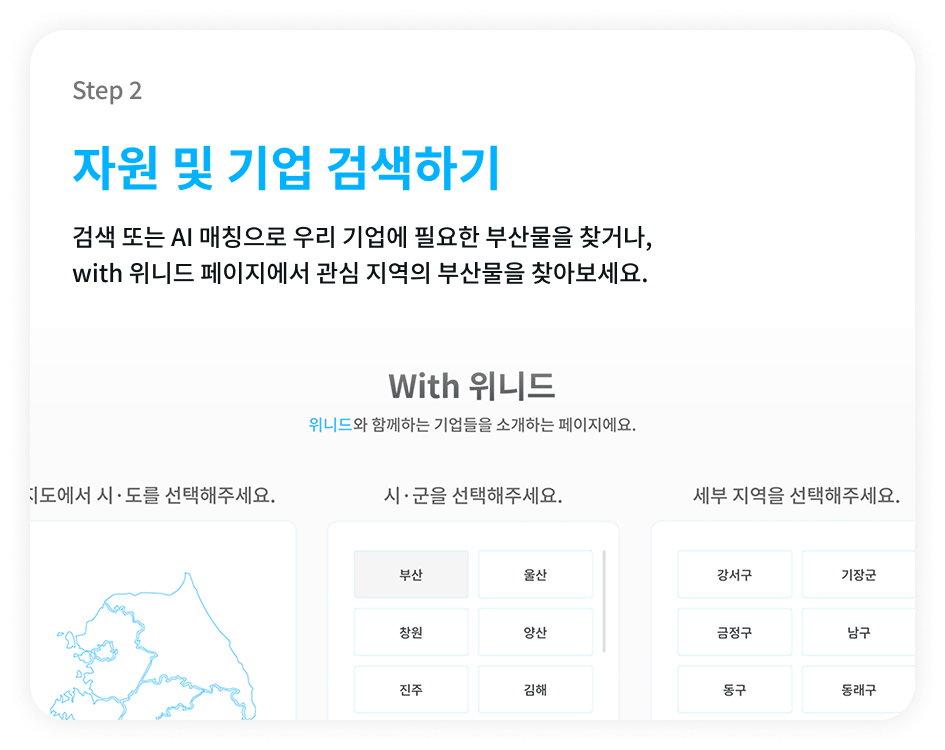 Step 2
자원 및 기업 검색하기
검색 또는 AI 매칭으로 우리 기업에 필요한 부산물을 찾거나,
with 위니드 페이지에서 관심 지역의 부산물을 찾아보세요.
With 위니드
위니드와 함께하는 기업들을 소개하는 페이지에요.
지도에서 시·도를 선택해주세요.
시·군을 선택해주세요.
세부 지역을 선택해주세요.
부산 울산
창원 양산
진주 김해
강서구 기장군
금정구 남구
동구 동래구